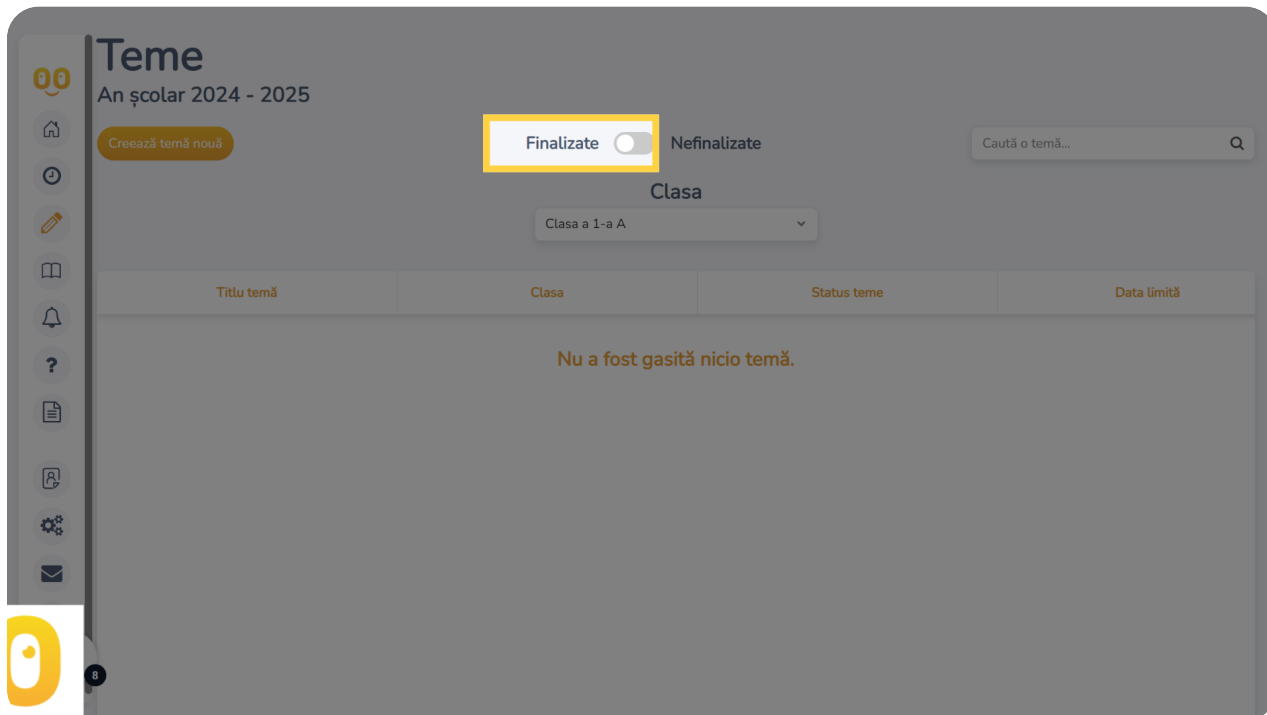 Teme
An școlar 2024 - 2025
Creează temă nouă
Finalizate
Nefinalizate
Caută o temă...
Clasa
Clasa a 1-a A
Titlu temă
Clasa
Status teme
Data limită
Nu a fost gasită nicio temă.
?
8